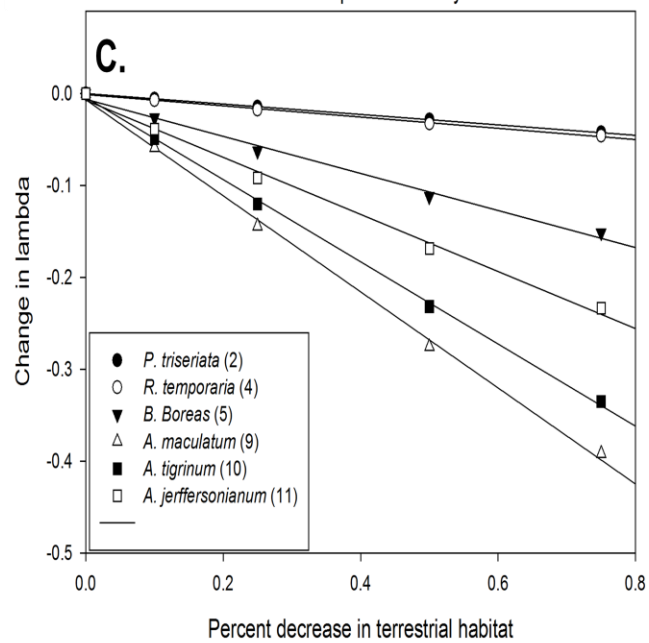 C.
0.0
-0.1
-0.2
-0.3
-0.4
-0.5
Change in lambda
P. triseriata (2)
R. temporaria (4)
B. Boreas (5)
A. maculatum (9)
A. tigrinum (10)
A. jerffersonianum (11)
0.0 0.2 0.4 0.6 0.8
Percent decrease in terrestrial habitat